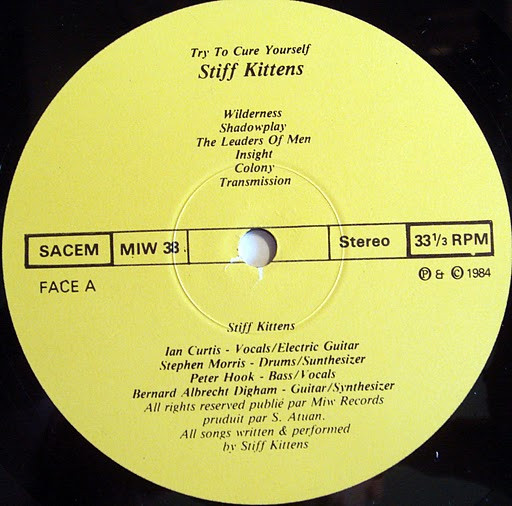 Try To Cure Yourself
Stiff Kittens
Wilderness
Shadowplay
The Leaders Of Men
Insight
Colony
Transmission
SACEM MIW 33 Stereo 33 1/3 RPM
FACE A
Ⓟ & © 1984
Stiff Kittens
Ian Curtis - Vocals/Electric Guitar
Stephen Morris - Drums/Sunthesizer
Peter Hook - Bass/Vocals
Bernard Albrecht Digham - Guitar/Synthesizer
All rights reserved publié par Miw Records
pruduit par S. Atuan.
All songs written & performed
by Stiff Kittens